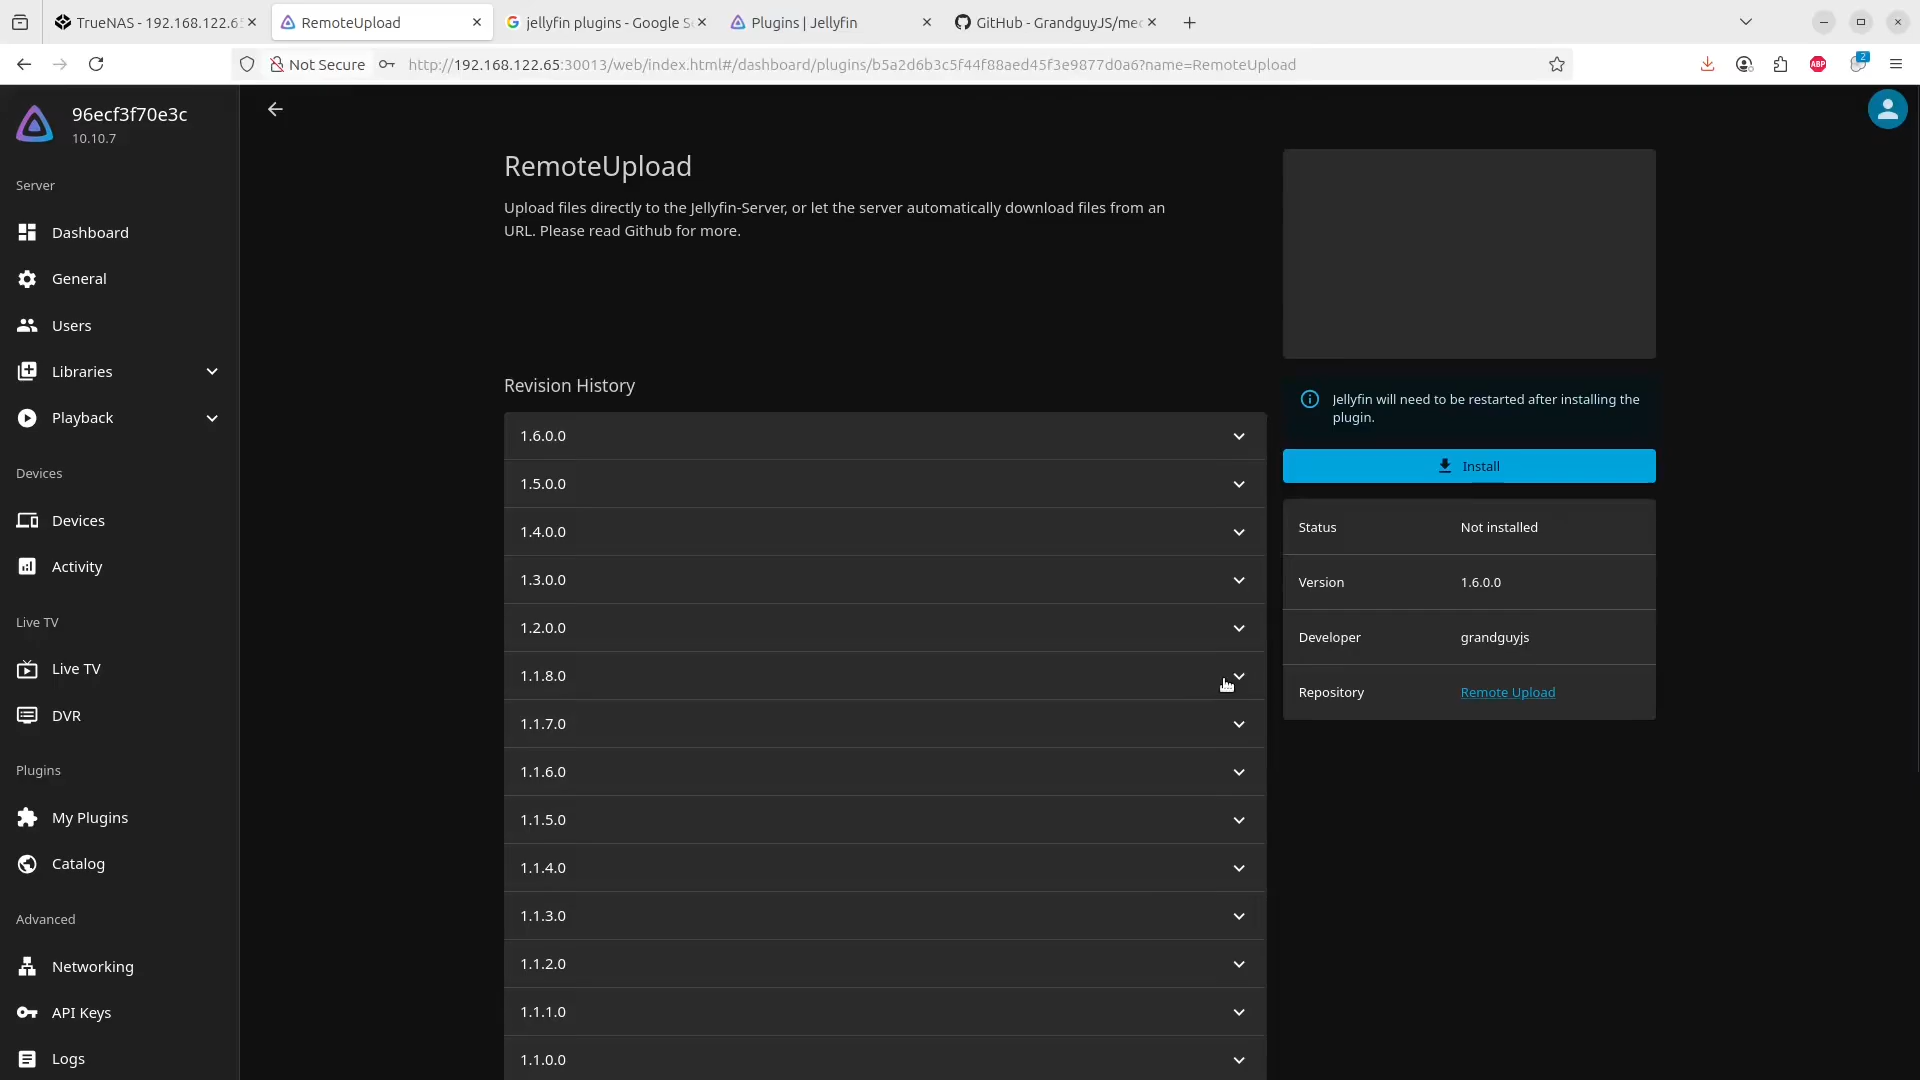 TrueNAS - 192.168.122.6
RemoteUpload
jellyfin plugins - Google Se
Plugins | Jellyfin
GitHub - GrandguyJS/med
Not Secure
http://192.168.122.65:30013/web/index.html#/dashboard/plugins/b5a2d6b3c5f44f88aed45f3e9877d0a6?name=RemoteUpload
ABP
2
96ecf3f70e3c
10.10.7
Server
Dashboard
General
Users
Libraries
Playback
Devices
Devices
Activity
Live TV
Live TV
DVR
Plugins
My Plugins
Catalog
Advanced
Networking
API Keys
Logs
RemoteUpload
Upload files directly to the Jellyfin-Server, or let the server automatically download files from an
URL. Please read Github for more.
Revision History
1.6.0.0
1.5.0.0
1.4.0.0
1.3.0.0
1.2.0.0
1.1.8.0
1.1.7.0
1.1.6.0
1.1.5.0
1.1.4.0
1.1.3.0
1.1.2.0
1.1.1.0
1.1.0.0
Jellyfin will need to be restarted after installing the
plugin.
Install
Status Not installed
Version 1.6.0.0
Developer grandguyjs
Repository Remote Upload